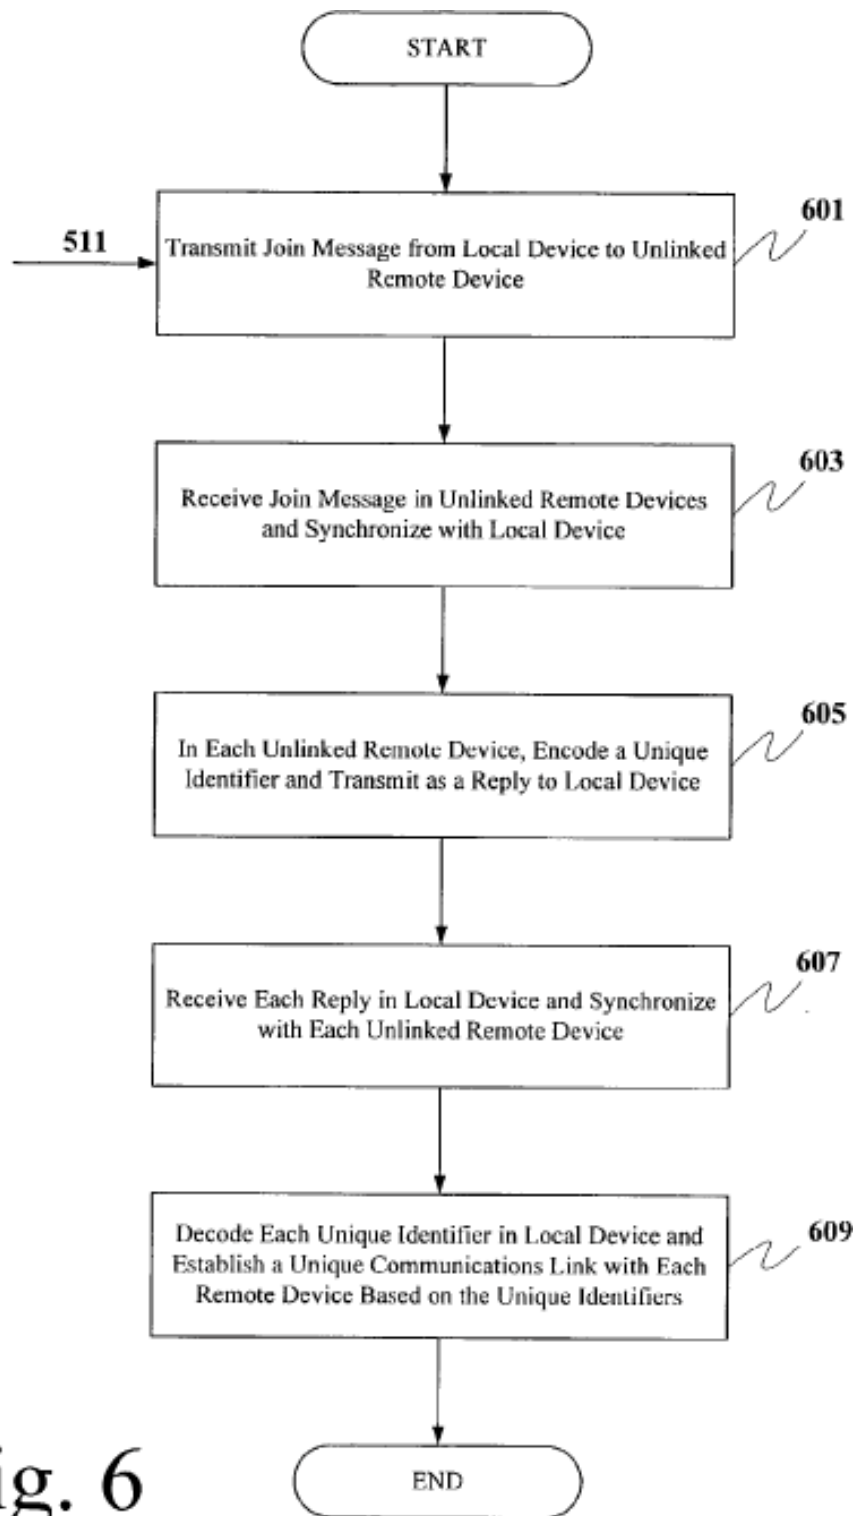 START
601
511
Transmit Join Message from Local Device to Unlinked
Remote Device
603
Receive Join Message in Unlinked Remote Devices
and Synchronize with Local Device
605
In Each Unlinked Remote Device, Encode a Unique
Identifier and Transmit as a Reply to Local Device
607
Receive Each Reply in Local Device and Synchronize
with Each Unlinked Remote Device
609
Decode Each Unique Identifier in Local Device and
Establish a Unique Communications Link with Each
Remote Device Based on the Unique Identifiers
END
ig. 6